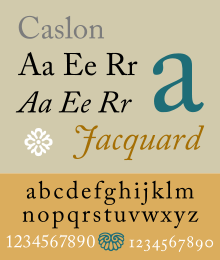 Caslon
Aa Ee Rr
Aa Ee Rr
a
Jacquard
abcdefghijklm
nopqrstuvwxyz
1234567890 1234567890